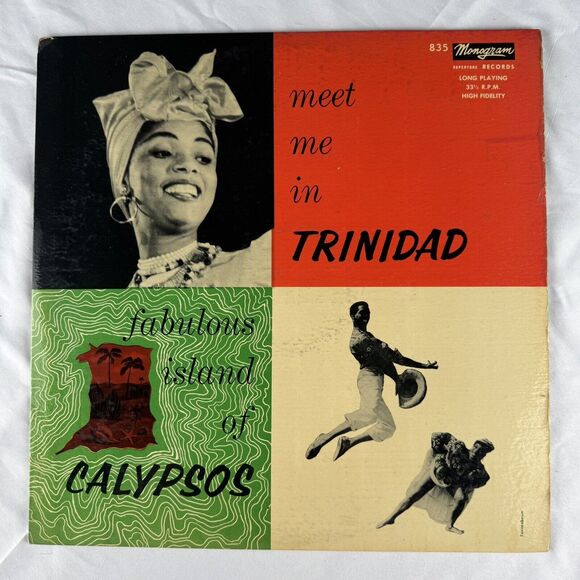 835 Monogram
REPERTOIRE RECORDS
LONG PLAYING
33⅓ R.P.M.
HIGH FIDELITY
meet
me
in
TRINIDAD
fabulous
island
of
CALYPSOS